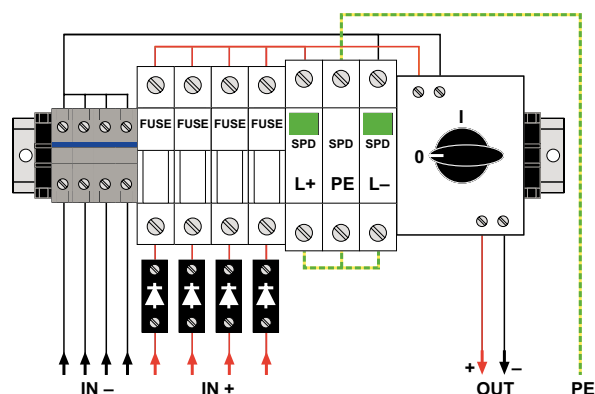 FUSE FUSE FUSE FUSE
SPD SPD SPD
L+ PE L–
I
0
+ –
IN – IN + OUT PE